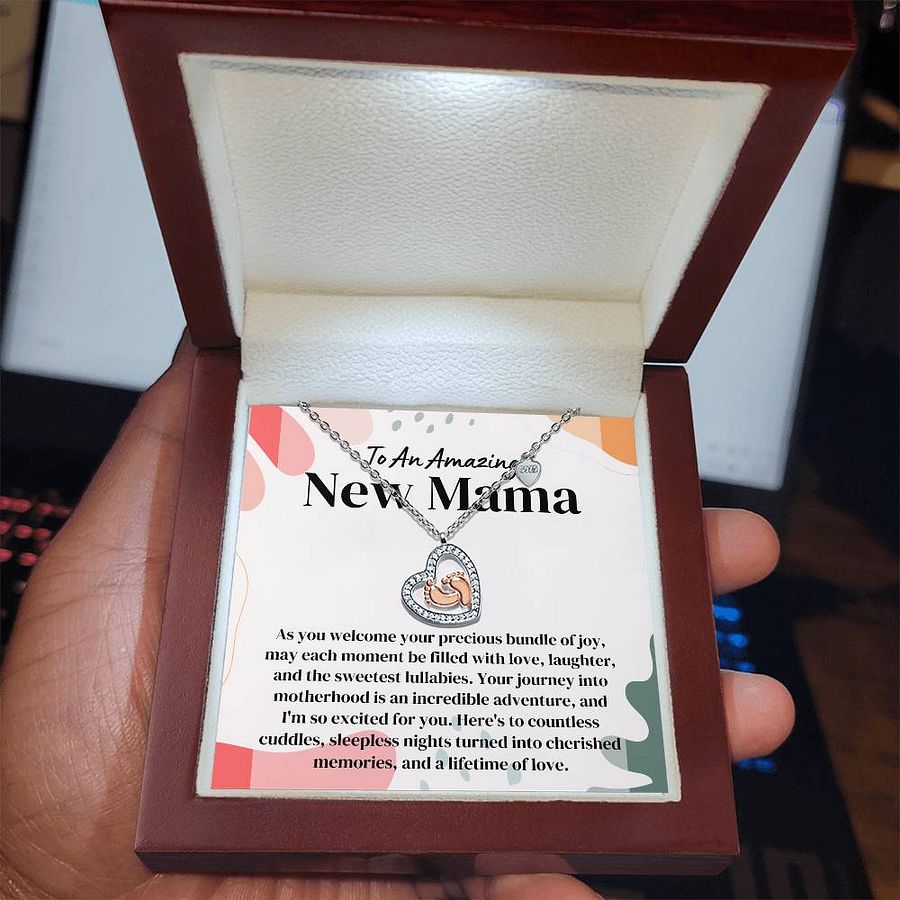 To An Amazing
New Mama
As you welcome your precious bundle of joy,
may each moment be filled with love, laughter,
and the sweetest lullabies. Your journey into
motherhood is an incredible adventure, and
I'm so excited for you. Here's to countless
cuddles, sleepless nights turned into cherished
memories, and a lifetime of love.